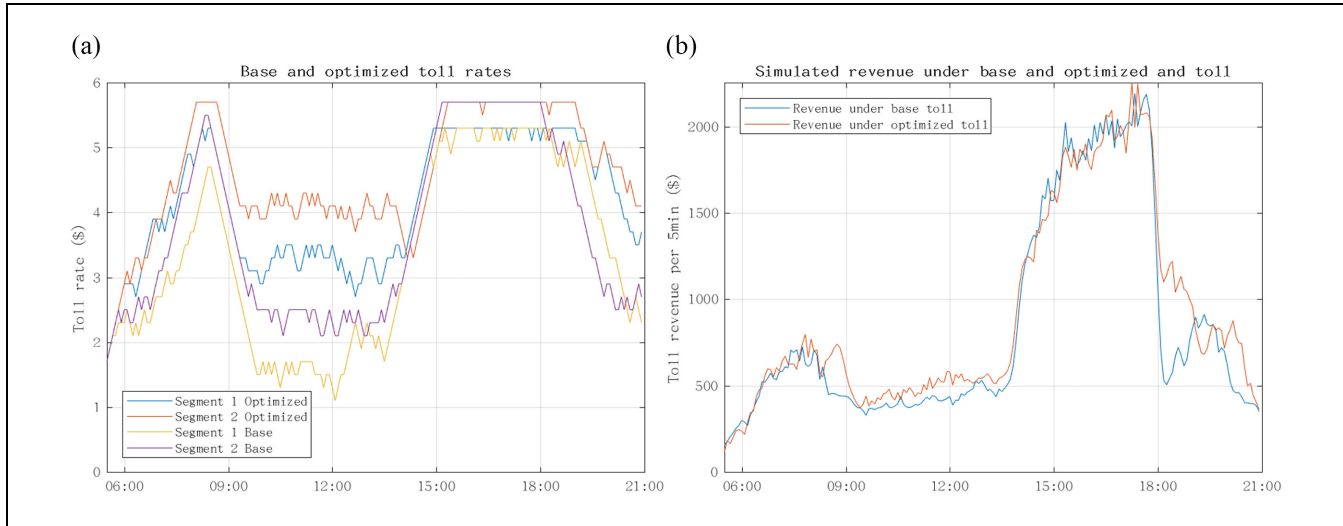 (a)
Base and optimized toll rates
Toll rate ($)
6
5
4
3
2
1
0
Segment 1 Optimized
Segment 2 Optimized
Segment 1 Base
Segment 2 Base
06:00 09:00 12:00 15:00 18:00 21:00
(b)
Simulated revenue under base and optimized and toll
Toll revenue per 5min ($)
2000
1500
1000
500
0
Revenue under base toll
Revenue under optimized toll
06:00 09:00 12:00 15:00 18:00 21:00